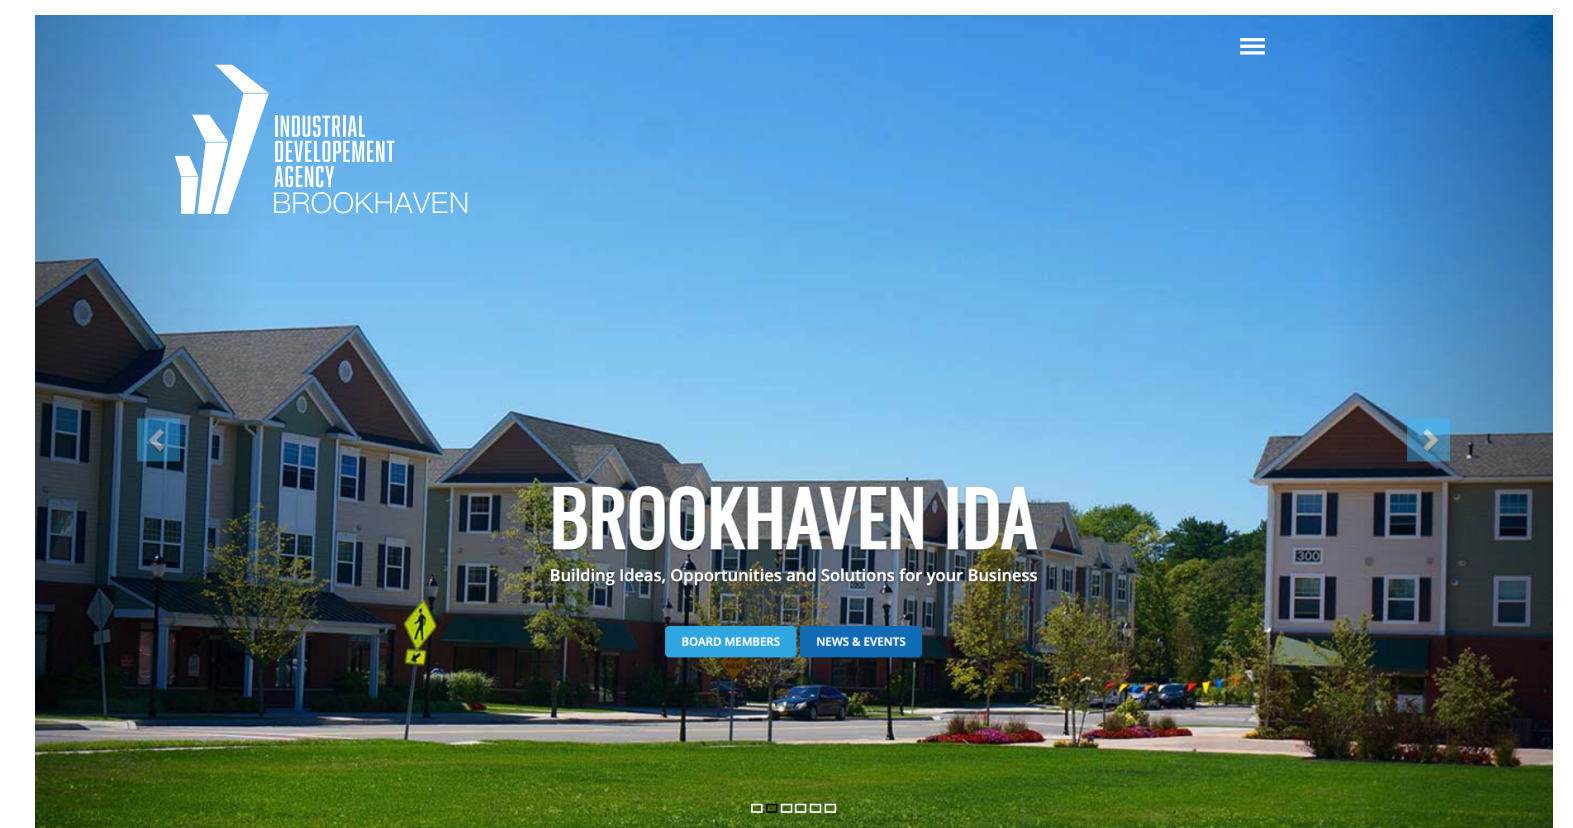 INDUSTRIAL
DEVELOPEMENT
AGENCY
BROOKHAVEN
BROOKHAVEN IDA
Building Ideas, Opportunities and Solutions for your Business
BOARD MEMBERS
NEWS & EVENTS
300